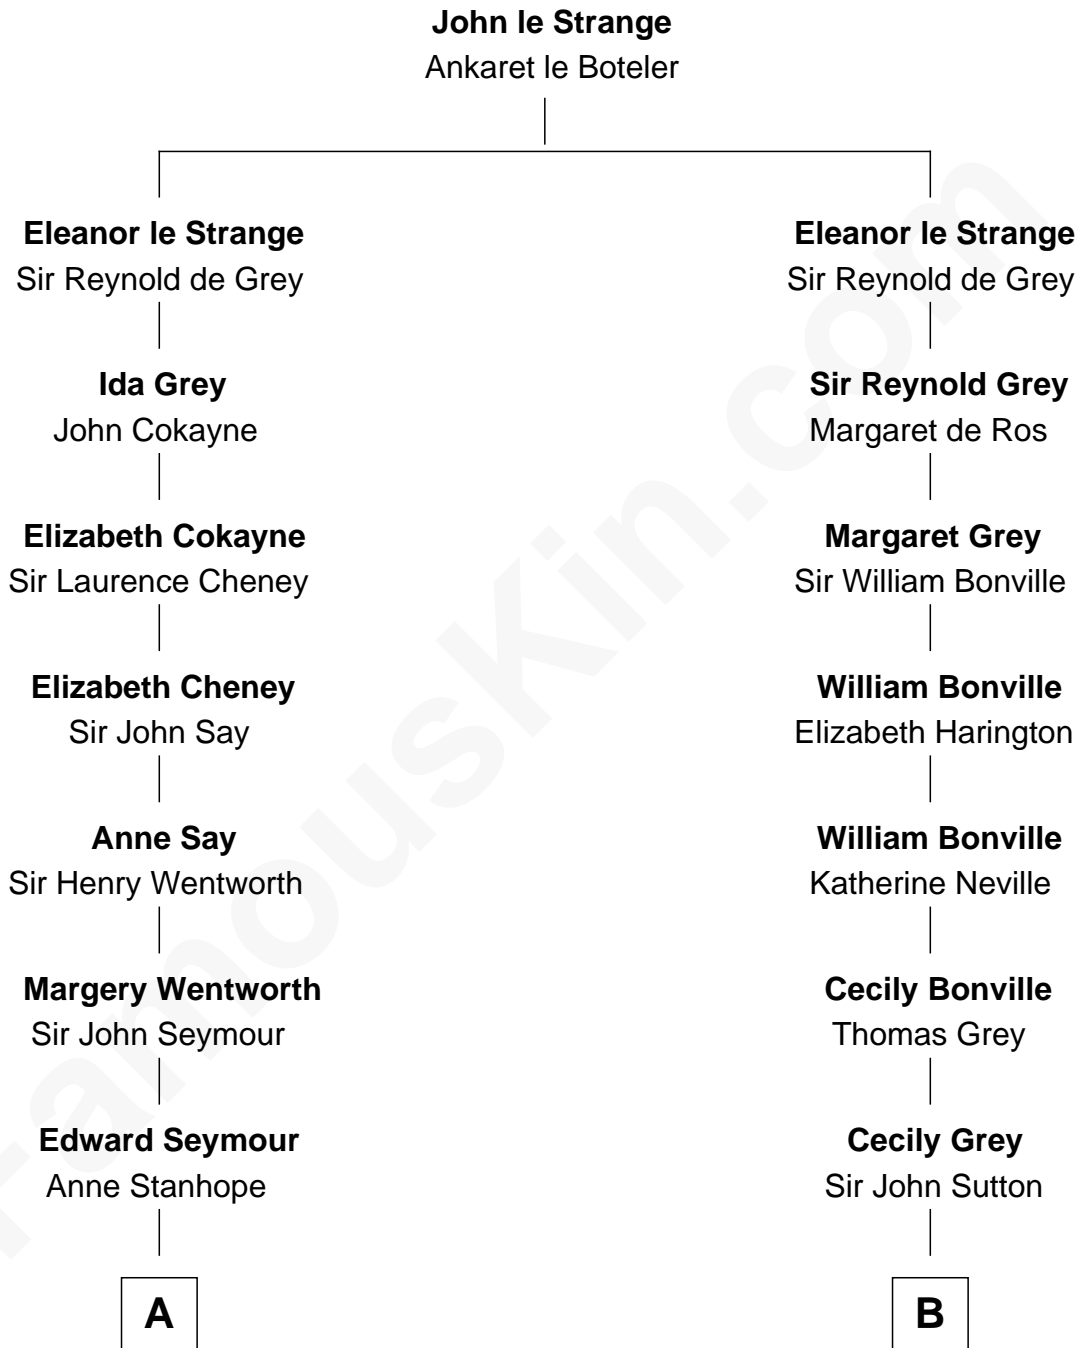 John le Strange
Ankaret le Boteler
Eleanor le Strange
Sir Reynold de Grey
Eleanor le Strange
Sir Reynold de Grey
Ida Grey
John Cokayne
Sir Reynold Grey
Margaret de Ros
Elizabeth Cokayne
Sir Laurence Cheney
Margaret Grey
Sir William Bonville
Elizabeth Cheney
Sir John Say
William Bonville
Elizabeth Harington
Anne Say
Sir Henry Wentworth
William Bonville
Katherine Neville
Margery Wentworth
Sir John Seymour
Cecily Bonville
Thomas Grey
Edward Seymour
Anne Stanhope
Cecily Grey
Sir John Sutton
A
B
FamousKin.com